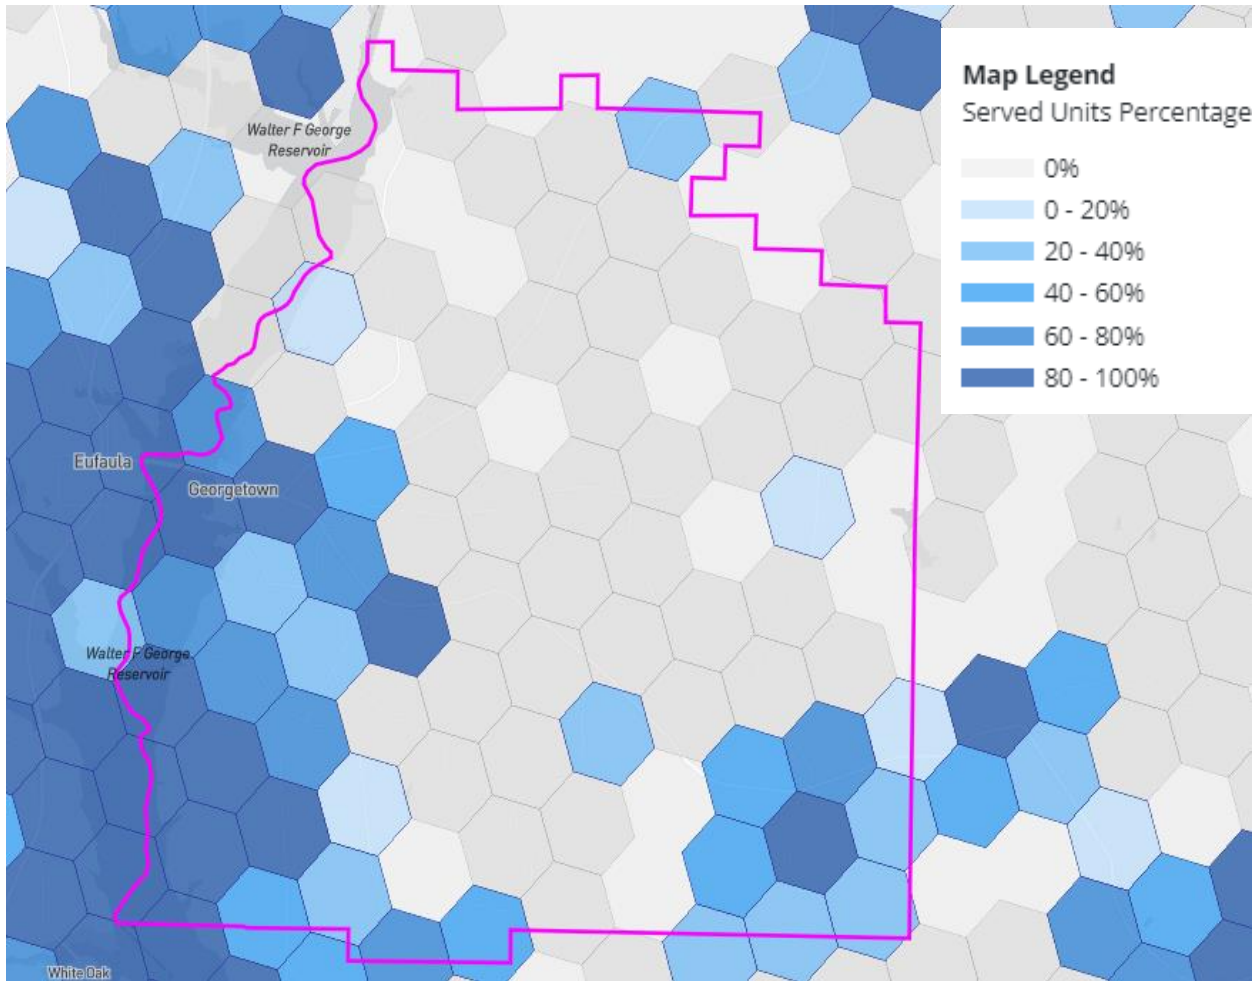 Map Legend
Served Units Percentage
0%
0 - 20%
20 - 40%
40 - 60%
60 - 80%
80 - 100%
Walter F George
Reservoir
Eufaula
Georgetown
Walter F George
Reservoir
White Oak